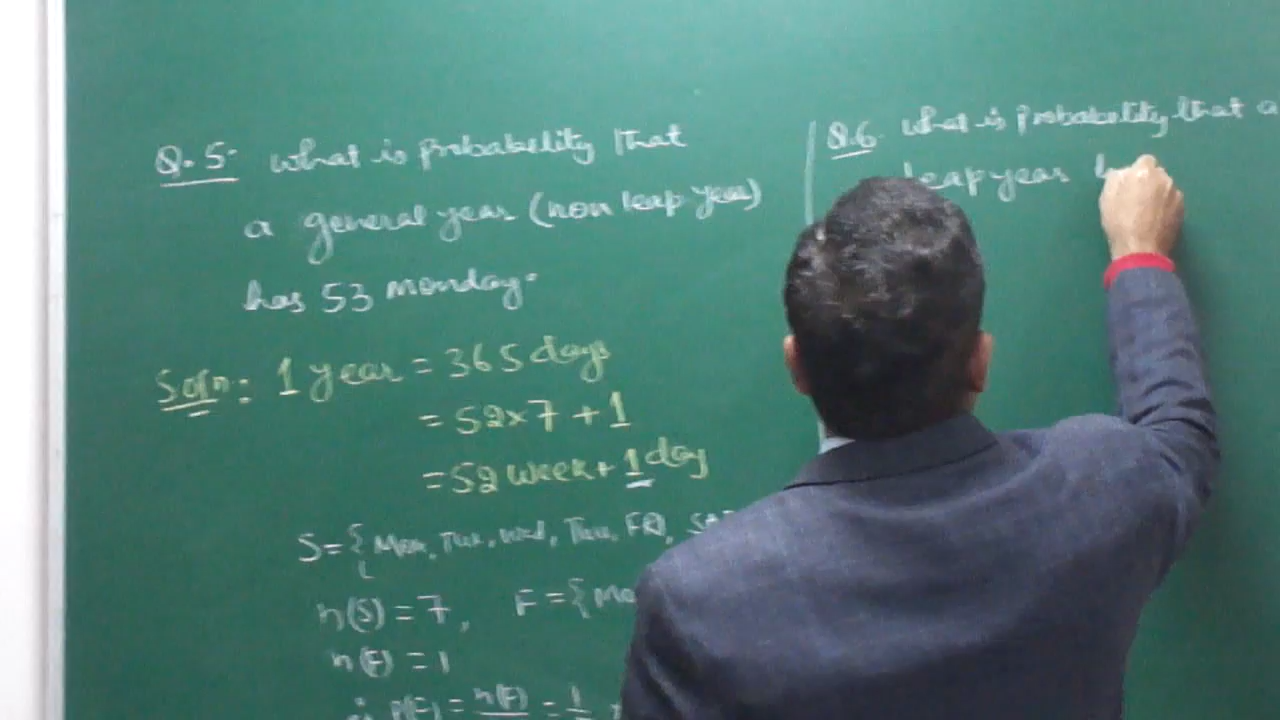 Q.5. What is probability that
a general year (non leap year)
has 53 monday.
Soln: 1 year = 365 days
= 52x7 + 1
= 52 week + 1 day
S = { Mon, Tue, Wed, Thu, FRI, SAT
n(S) = 7, F = {Mo
n(F) = 1
P(F) = n(F) = 1
Q.6. What is probability that a
leap year